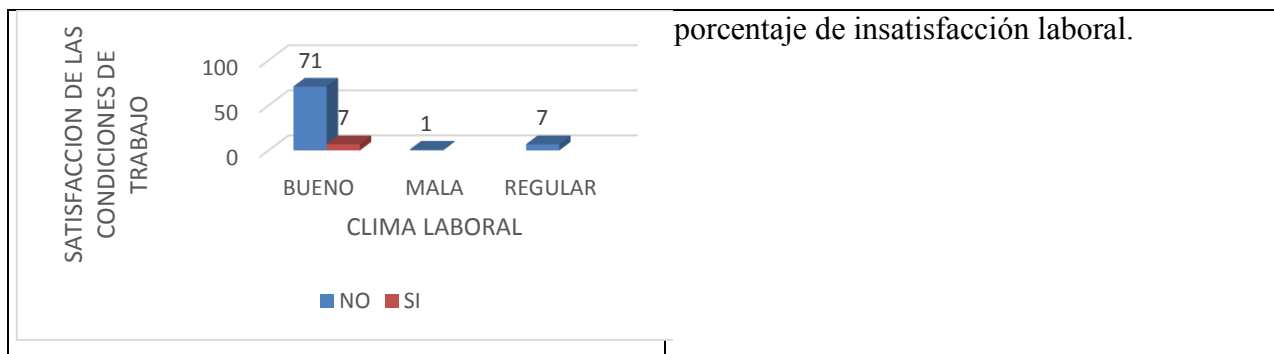 porcentaje de insatisfacción laboral.
SATISFACCION DE LAS
CONDICIONES DE
TRABAJO
100
50
0
71
7
1
7
BUENO MALA REGULAR
CLIMA LABORAL
NO SI